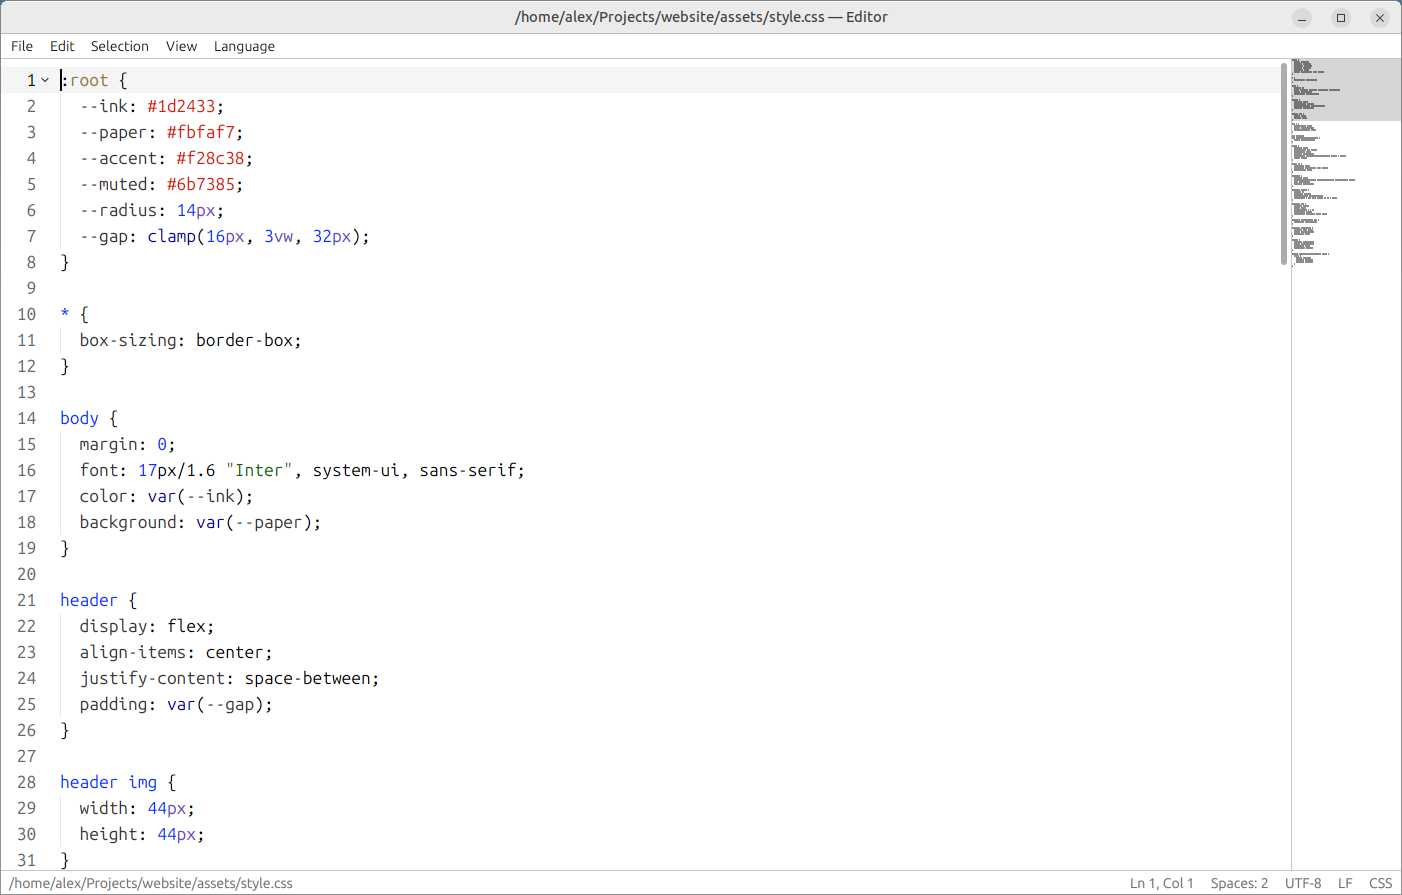 /home/alex/Projects/website/assets/style.css — Editor
File Edit Selection View Language
1 :root {
2   --ink: #1d2433;
3   --paper: #fbfaf7;
4   --accent: #f28c38;
5   --muted: #6b7385;
6   --radius: 14px;
7   --gap: clamp(16px, 3vw, 32px);
8 }
9
10 * {
11   box-sizing: border-box;
12 }
13
14 body {
15   margin: 0;
16   font: 17px/1.6 "Inter", system-ui, sans-serif;
17   color: var(--ink);
18   background: var(--paper);
19 }
20
21 header {
22   display: flex;
23   align-items: center;
24   justify-content: space-between;
25   padding: var(--gap);
26 }
27
28 header img {
29   width: 44px;
30   height: 44px;
31 }
/home/alex/Projects/website/assets/style.css Ln 1, Col 1 Spaces: 2 UTF-8 LF CSS